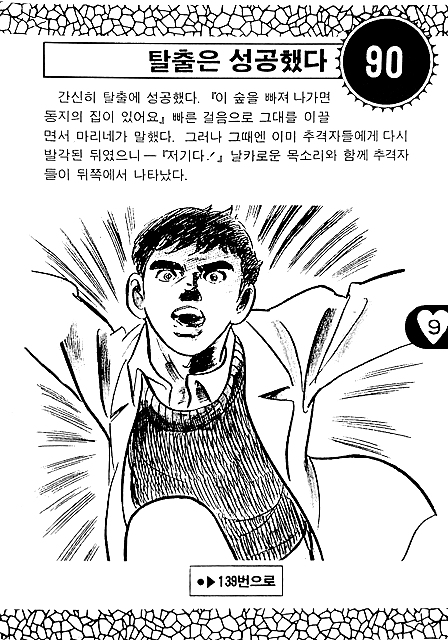 탈출은 성공했다
90
간신히 탈출에 성공했다. 『이 숲을 빠져 나가면
동지의 집이 있어요』 빠른 걸음으로 그대를 이끌
면서 마리네가 말했다. 그러나 그때엔 이미 추격자들에게 다시
발각된 뒤였으니 ― 『저기다.!』 날카로운 목소리와 함께 추격자
들이 뒤쪽에서 나타났다.
9
●▶139번으로